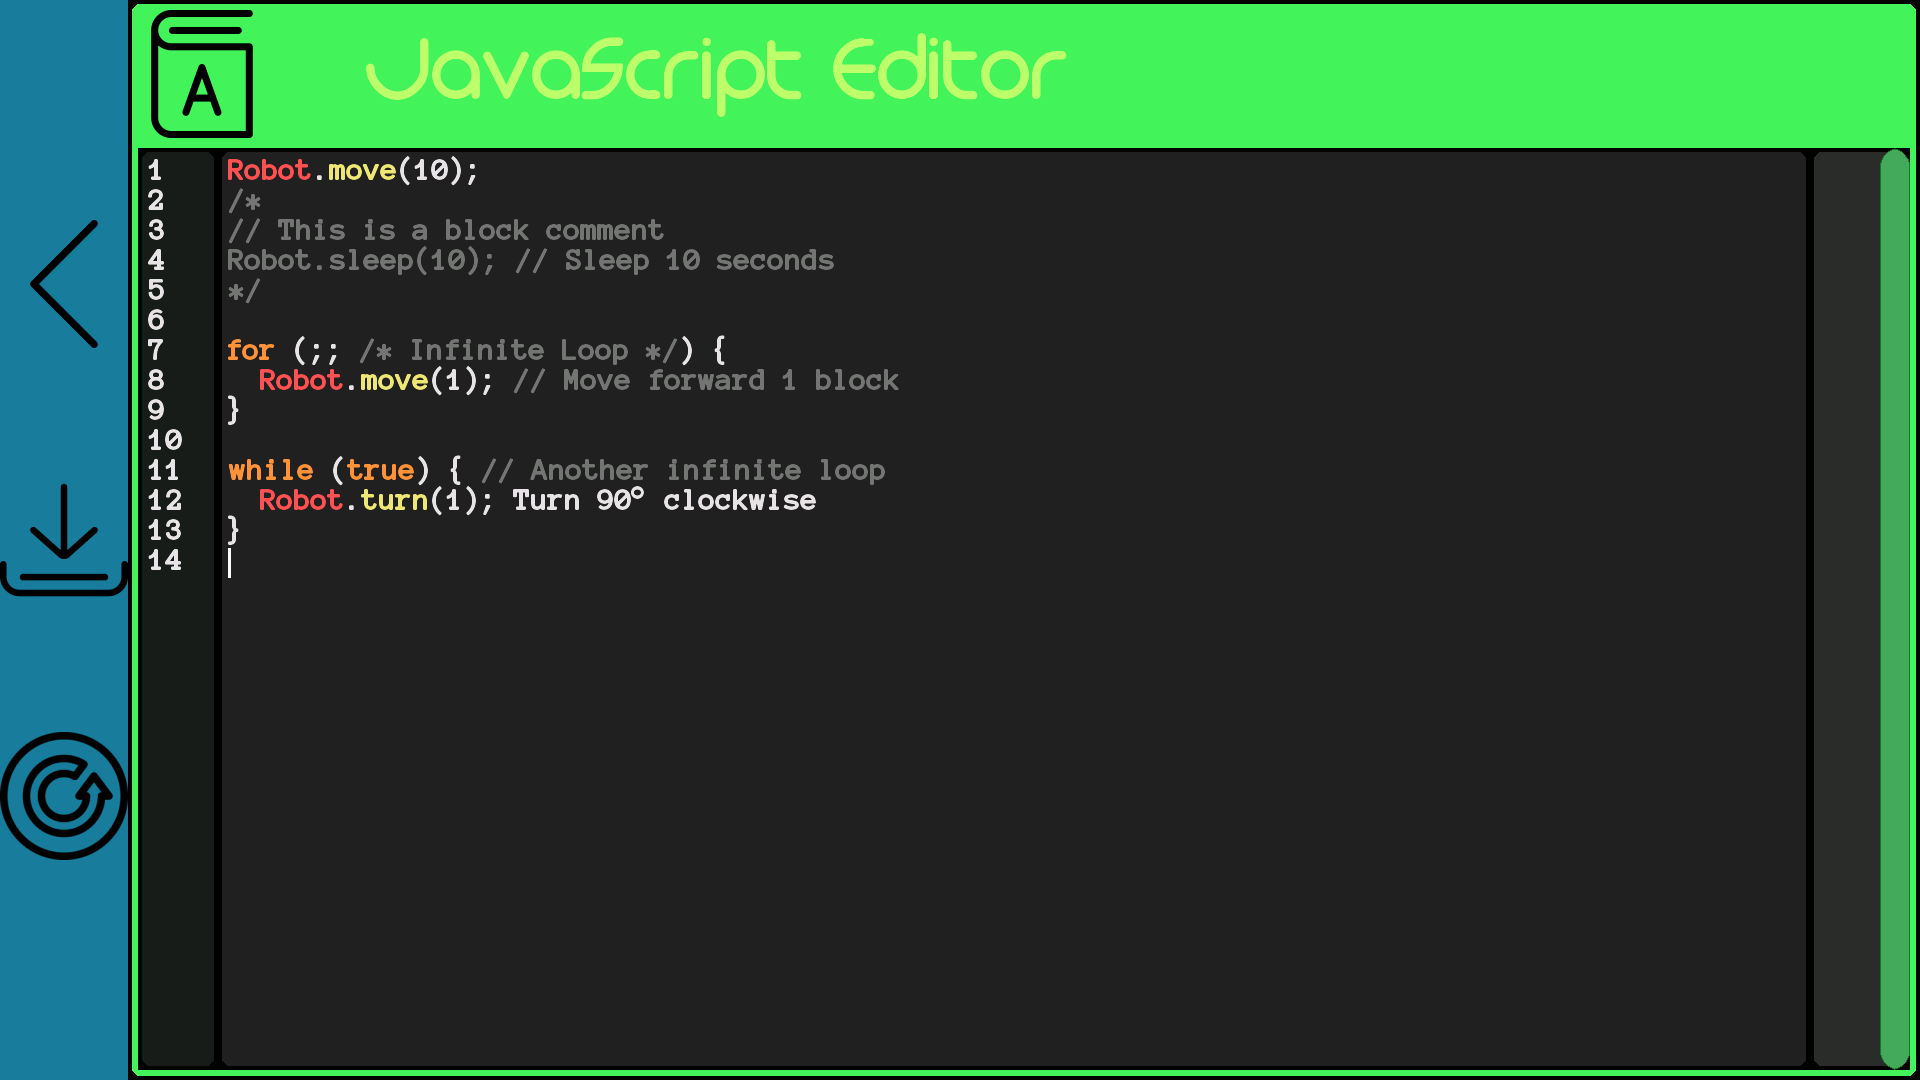 A
JavaScript Editor
1 Robot.move(10);
2 /*
3 // This is a block comment
4 Robot.sleep(10); // Sleep 10 seconds
5 */
6
7 for (;; /* Infinite Loop */) {
8   Robot.move(1); // Move forward 1 block
9 }
10
11 while (true) { // Another infinite loop
12   Robot.turn(1); Turn 90° clockwise
13 }
14